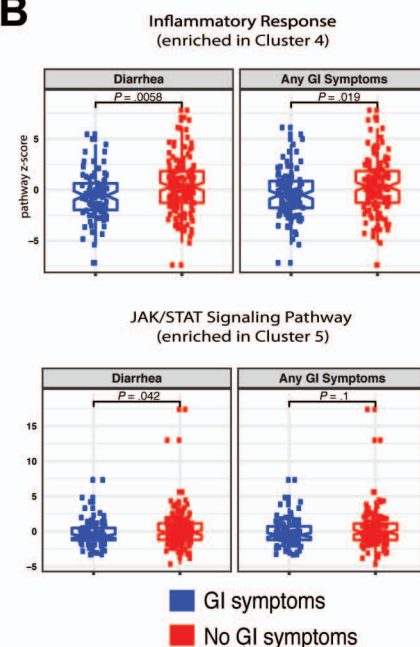 B
Inflammatory Response
(enriched in Cluster 4)
Diarrhea
Any GI Symptoms
P = .0058
P = .019
pathway z-score
5
0
−5
JAK/STAT Signaling Pathway
(enriched in Cluster 5)
Diarrhea
Any GI Symptoms
P = .042
P = .1
15
10
5
0
−5
GI symptoms
No GI symptoms